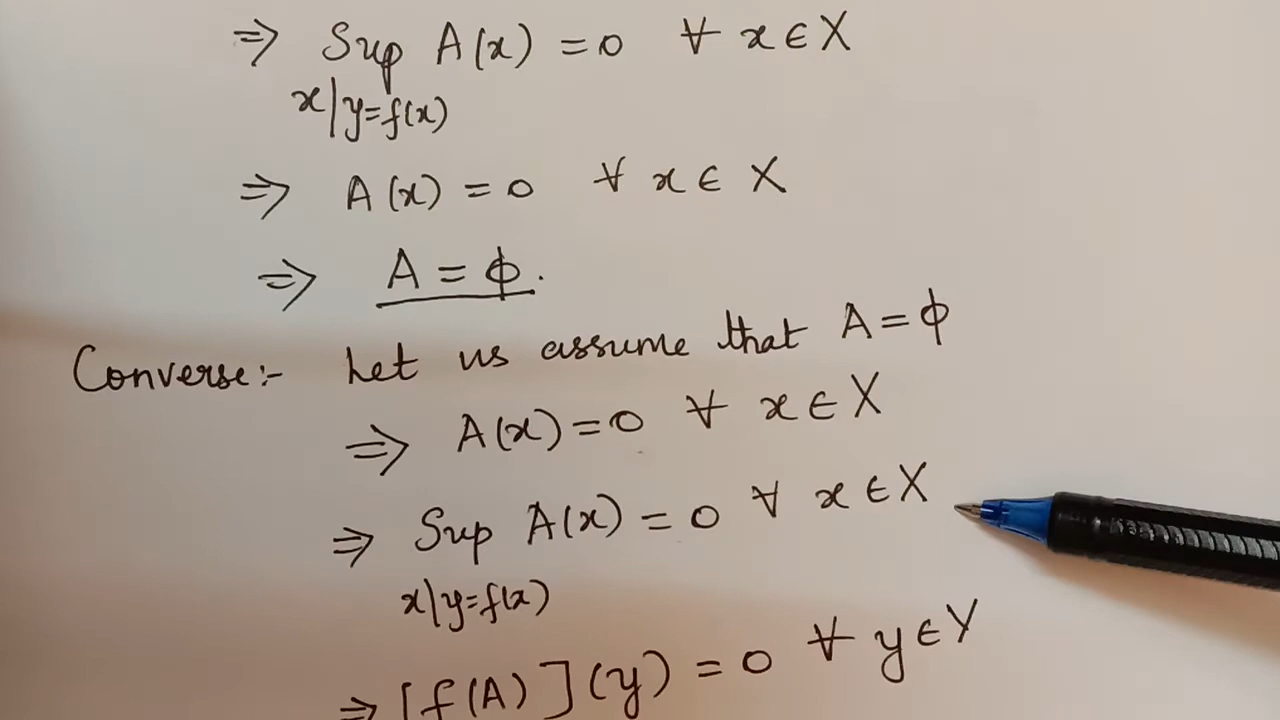 ⇒ Sup A(x) = 0 ∀ x ∈ X
x|y=f(x)
⇒ A(x) = 0 ∀ x ∈ X
⇒ A = ϕ.
Converse:- Let us assume that A = ϕ
⇒ A(x) = 0 ∀ x ∈ X
⇒ Sup A(x) = 0 ∀ x ∈ X
x|y=f(x)
⇒ [f(A)](y) = 0 ∀ y ∈ Y